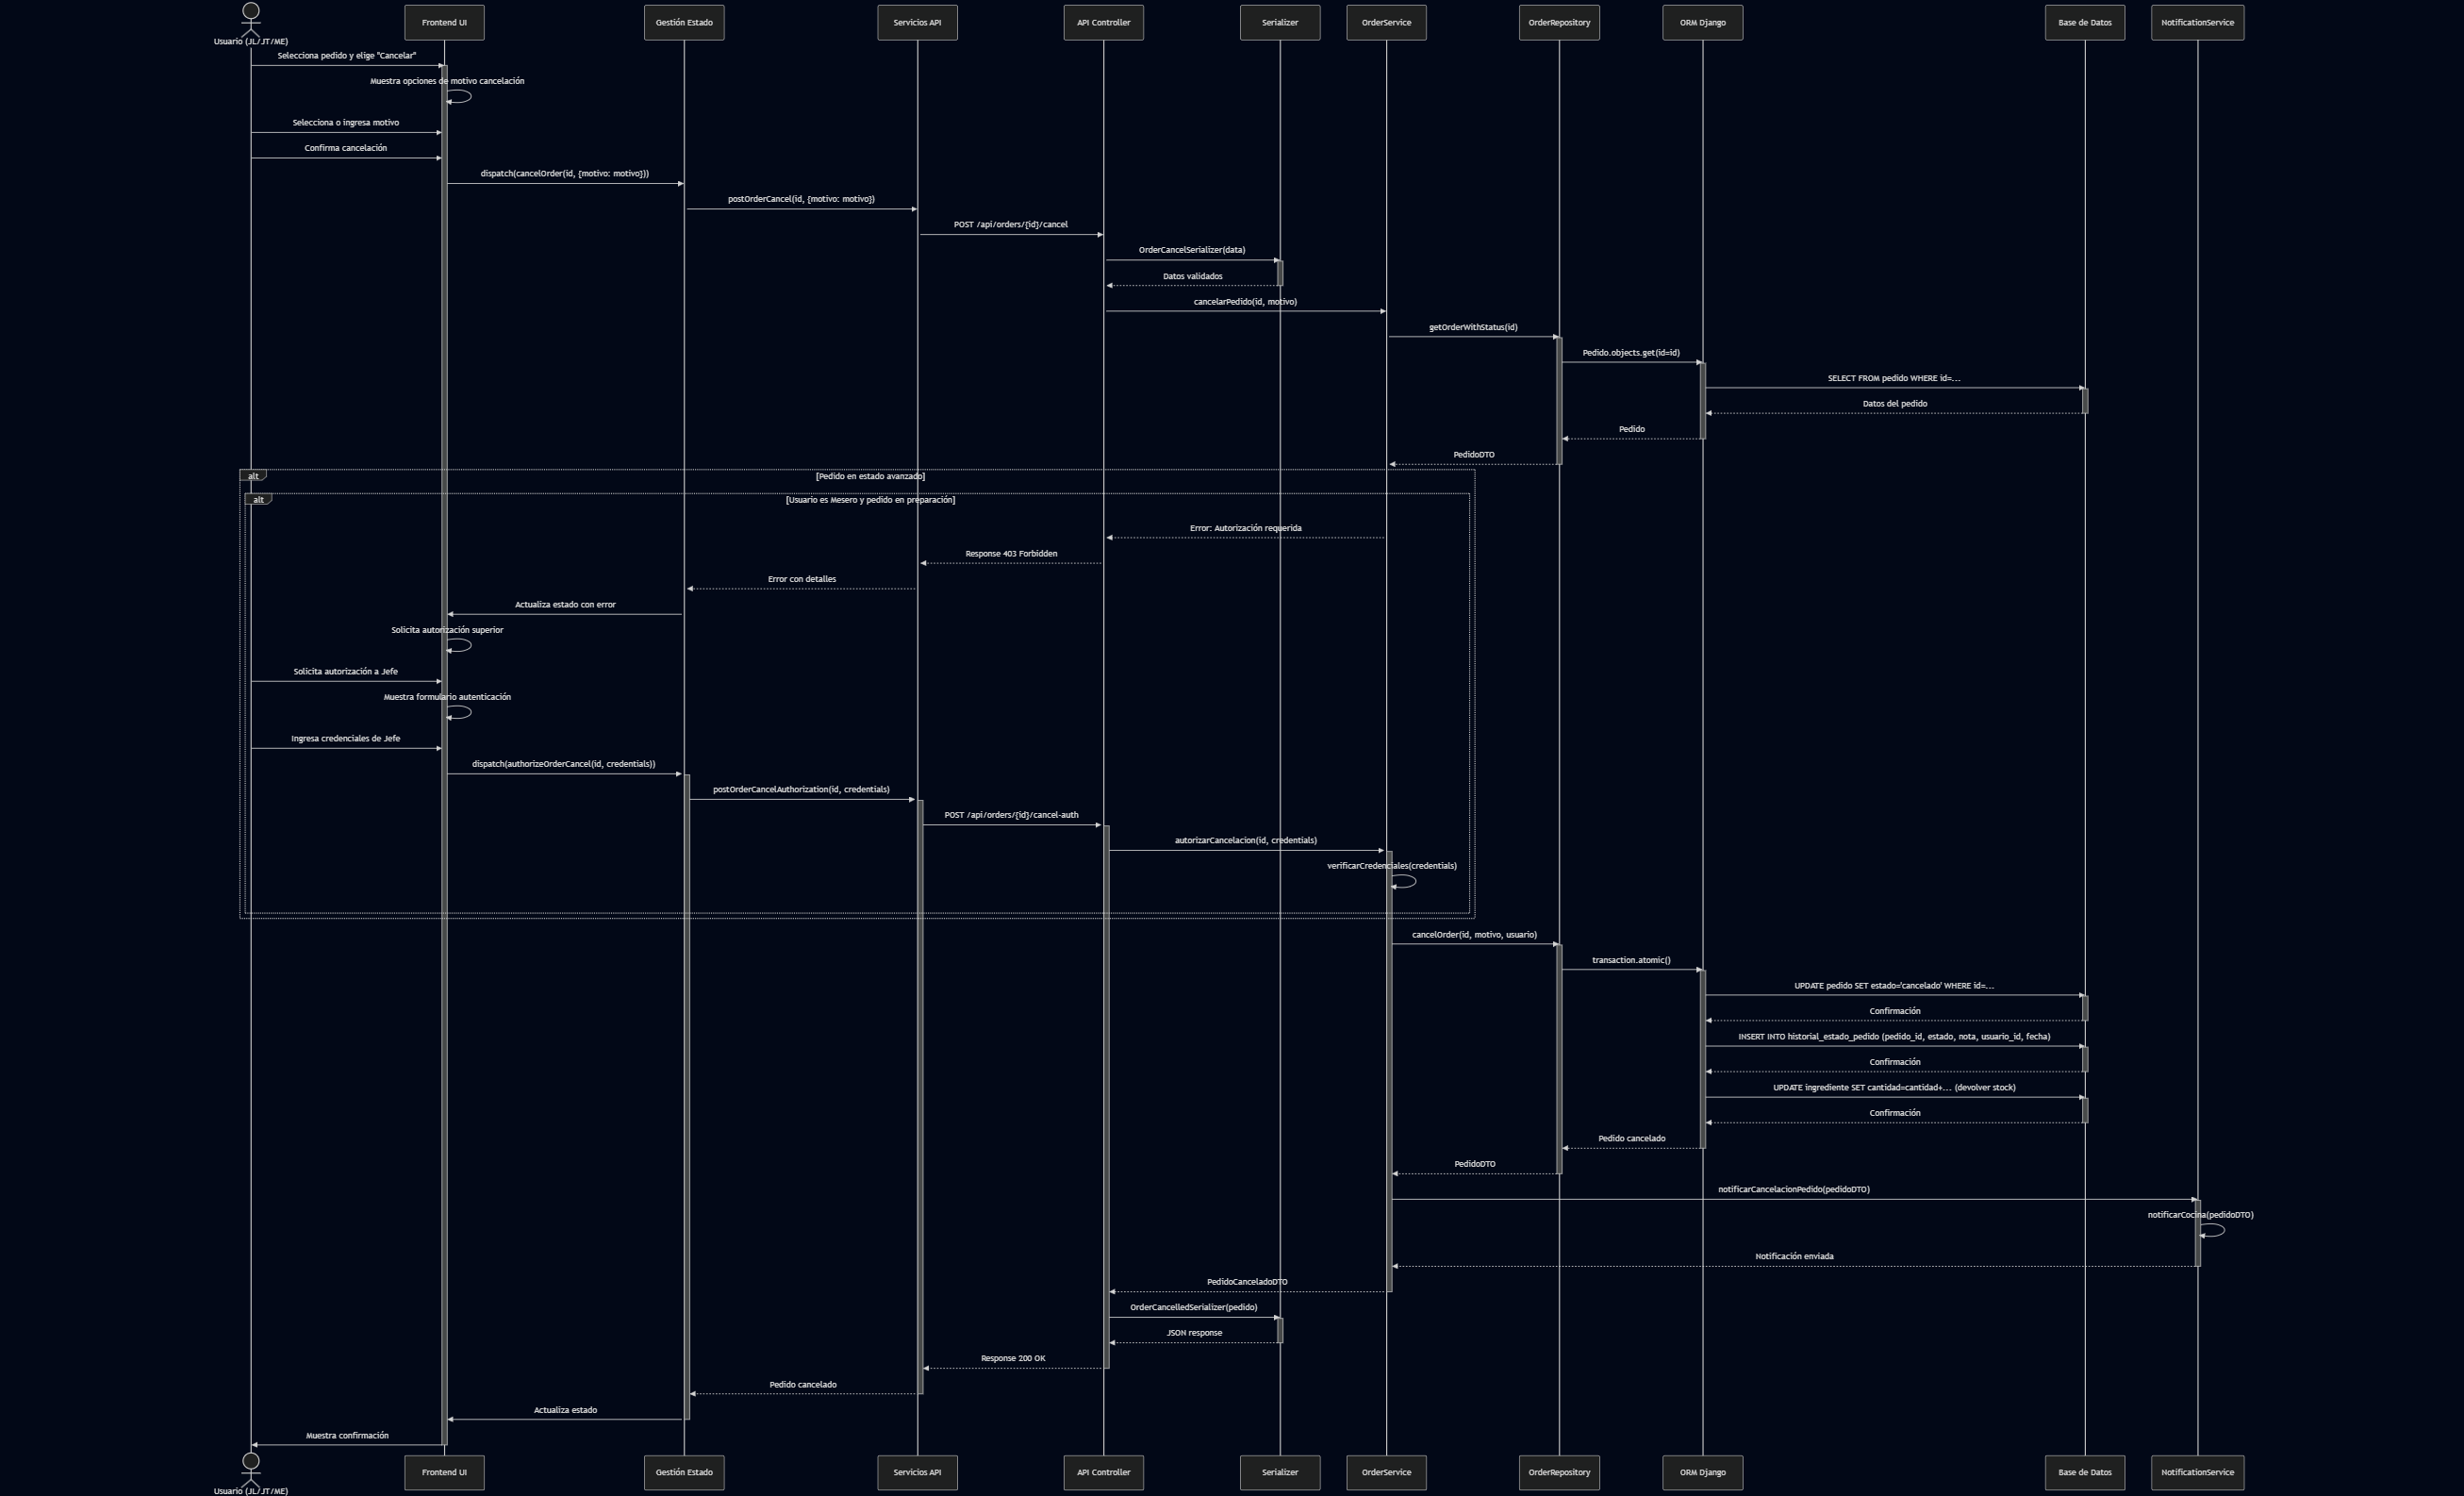 Usuario (JL/JT/ME)
Frontend UI
Gestión Estado
Servicios API
API Controller
Serializer
OrderService
OrderRepository
ORM Django
Base de Datos
NotificationService
Selecciona pedido y elige "Cancelar"
Muestra opciones de motivo cancelación
Selecciona o ingresa motivo
Confirma cancelación
dispatch(cancelOrder(id, {motivo: motivo}))
postOrderCancel(id, {motivo: motivo})
POST /api/orders/{id}/cancel
OrderCancelSerializer(data)
Datos validados
cancelarPedido(id, motivo)
getOrderWithStatus(id)
Pedido.objects.get(id=id)
SELECT FROM pedido WHERE id=...
Datos del pedido
Pedido
PedidoDTO
alt
[Pedido en estado avanzado]
alt
[Usuario es Mesero y pedido en preparación]
Error: Autorización requerida
Response 403 Forbidden
Error con detalles
Actualiza estado con error
Solicita autorización superior
Solicita autorización a Jefe
Muestra formulario autenticación
Ingresa credenciales de Jefe
dispatch(authorizeOrderCancel(id, credentials))
postOrderCancelAuthorization(id, credentials)
POST /api/orders/{id}/cancel-auth
autorizarCancelacion(id, credentials)
verificarCredenciales(credentials)
cancelOrder(id, motivo, usuario)
transaction.atomic()
UPDATE pedido SET estado='cancelado' WHERE id=...
Confirmación
INSERT INTO historial_estado_pedido (pedido_id, estado, nota, usuario_id, fecha)
Confirmación
UPDATE ingrediente SET cantidad=cantidad+... (devolver stock)
Confirmación
Pedido cancelado
PedidoDTO
notificarCancelacionPedido(pedidoDTO)
notificarCocina(pedidoDTO)
Notificación enviada
PedidoCanceladoDTO
OrderCancelledSerializer(pedido)
JSON response
Response 200 OK
Pedido cancelado
Actualiza estado
Muestra confirmación
Usuario (JL/JT/ME)
Frontend UI
Gestión Estado
Servicios API
API Controller
Serializer
OrderService
OrderRepository
ORM Django
Base de Datos
NotificationService